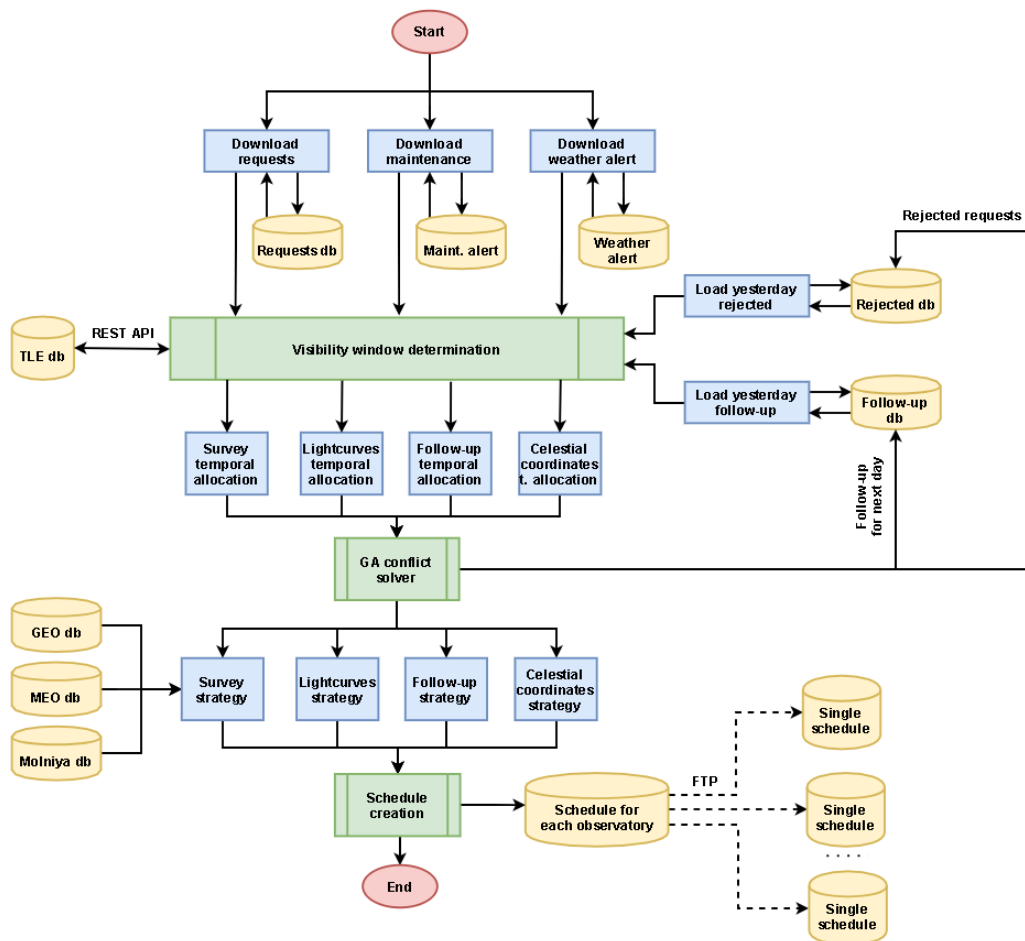 Start
Download
requests
Download
maintenance
Download
weather alert
Requests db
Maint. alert
Weather
alert
Rejected requests
Load yesterday
rejected
Rejected db
REST API
TLE db
Visibility window determination
Load yesterday
follow-up
Follow-up
db
Survey
temporal
allocation
Lightcurves
temporal
allocation
Follow-up
temporal
allocation
Celestial
coordinates
t. allocation
Follow-up
for next day
GA conflict
solver
GEO db
MEO db
Molniya db
Survey
strategy
Lightcurves
strategy
Follow-up
strategy
Celestial
coordinates
strategy
Single
schedule
FTP
Schedule
creation
Schedule for
each observatory
Single
schedule
. . . .
End
Single
schedule